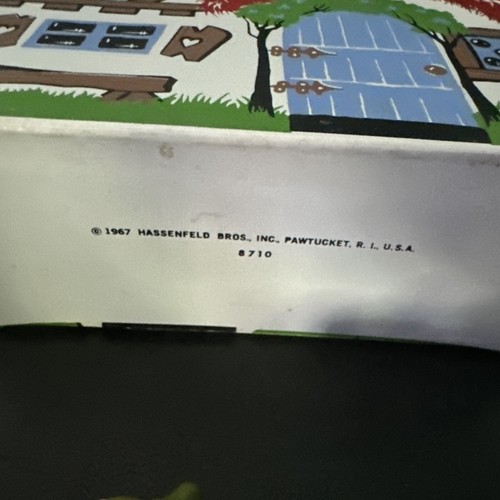 © 1967 HASSENFELD BROS., INC., PAWTUCKET, R. I., U.S.A.
8710